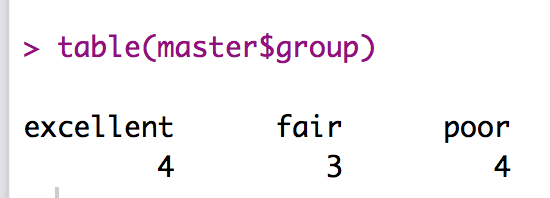 > table(master$group)
excellent fair poor
4 3 4